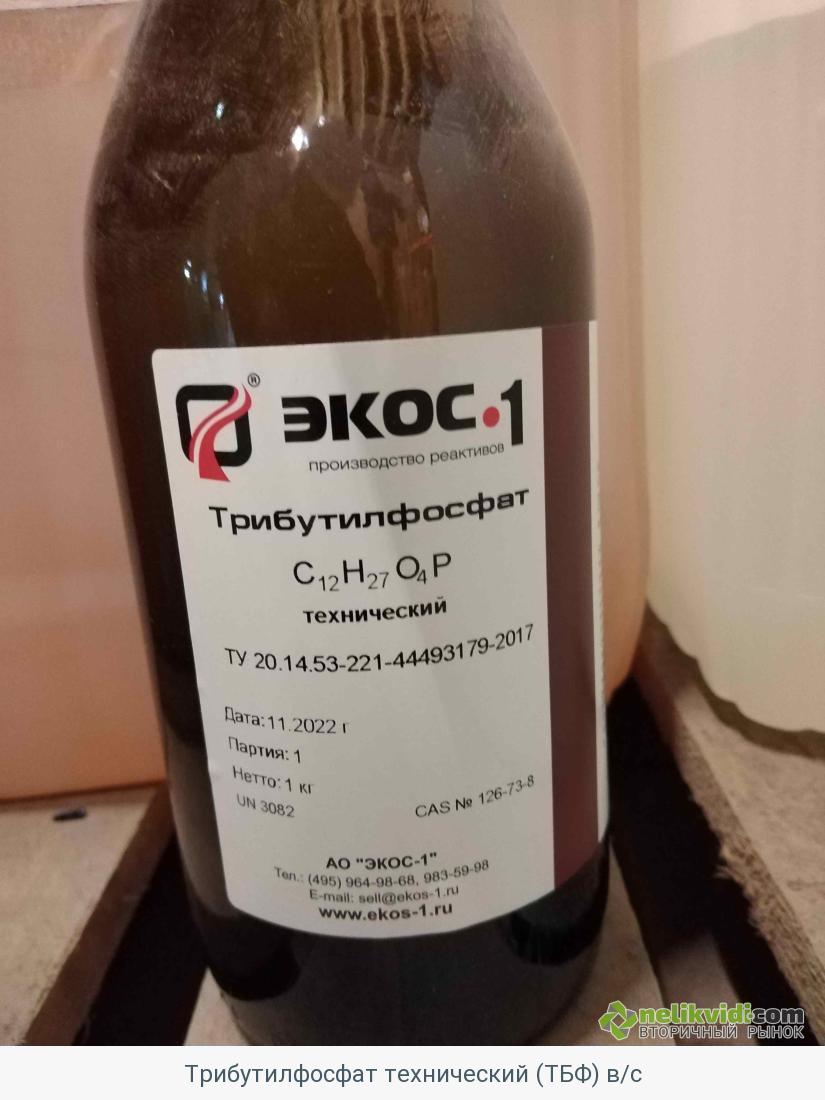 ®
ЭКОС•1
производство реактивов
Трибутилфосфат
C₁₂H₂₇O₄P
технический
ТУ 20.14.53-221-44493179-2017
Дата: 11.2022 г
Партия: 1
Нетто: 1 кг
UN 3082
CAS № 126-73-8
АО "ЭКОС-1"
Тел.: (495) 964-98-68, 983-59-98
E-mail: sell@ekos-1.ru
www.ekos-1.ru
nelikvidi.com
ВТОРИЧНЫЙ РЫНОК
Трибутилфосфат технический (ТБФ) в/с